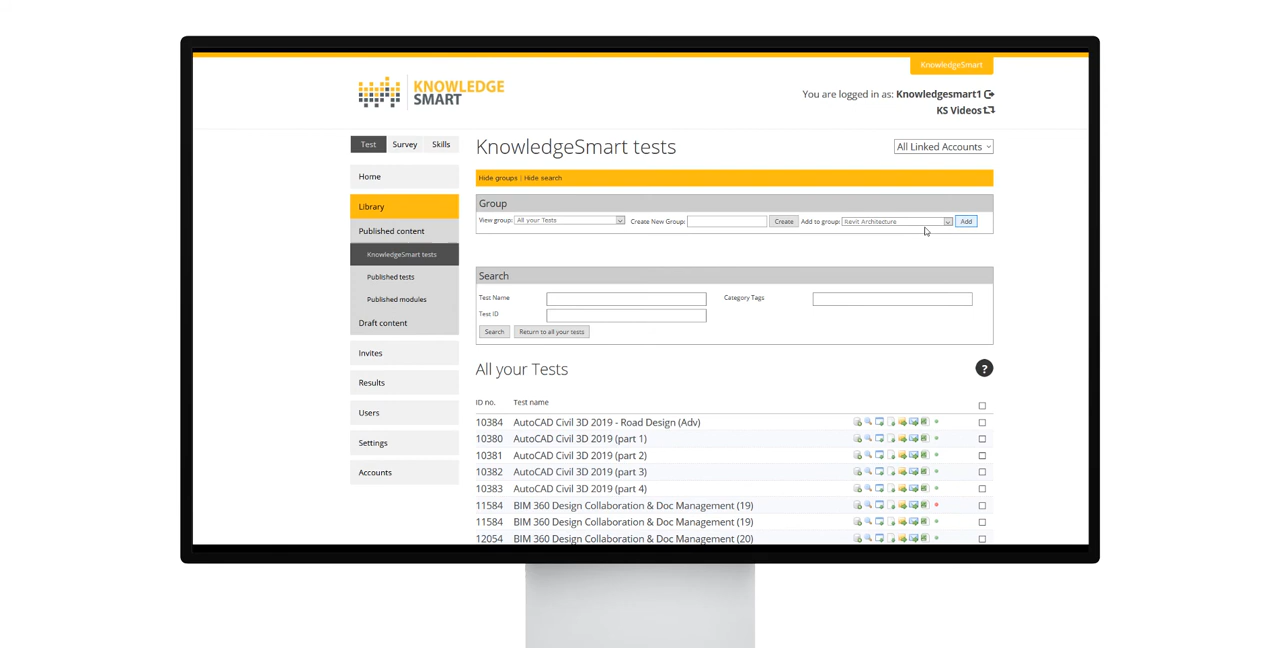 KnowledgeSmart
KNOWLEDGE
SMART
You are logged in as: Knowledgesmart1
KS Videos
Test Survey Skills
KnowledgeSmart tests
All Linked Accounts
Home
Hide groups | Hide search
Library
Group
View group: All your Tests Create New Group: Create Add to group: Revit Architecture Add
Published content
KnowledgeSmart tests
Published tests
Published modules
Draft content
Search
Test Name Category Tags
Test ID
Search Return to all your tests
Invites
Results
Users
Settings
Accounts
All your Tests
?
ID no. Test name
10384 AutoCAD Civil 3D 2019 - Road Design (Adv)
10380 AutoCAD Civil 3D 2019 (part 1)
10381 AutoCAD Civil 3D 2019 (part 2)
10382 AutoCAD Civil 3D 2019 (part 3)
10383 AutoCAD Civil 3D 2019 (part 4)
11584 BIM 360 Design Collaboration & Doc Management (19)
11584 BIM 360 Design Collaboration & Doc Management (19)
12054 BIM 360 Design Collaboration & Doc Management (20)